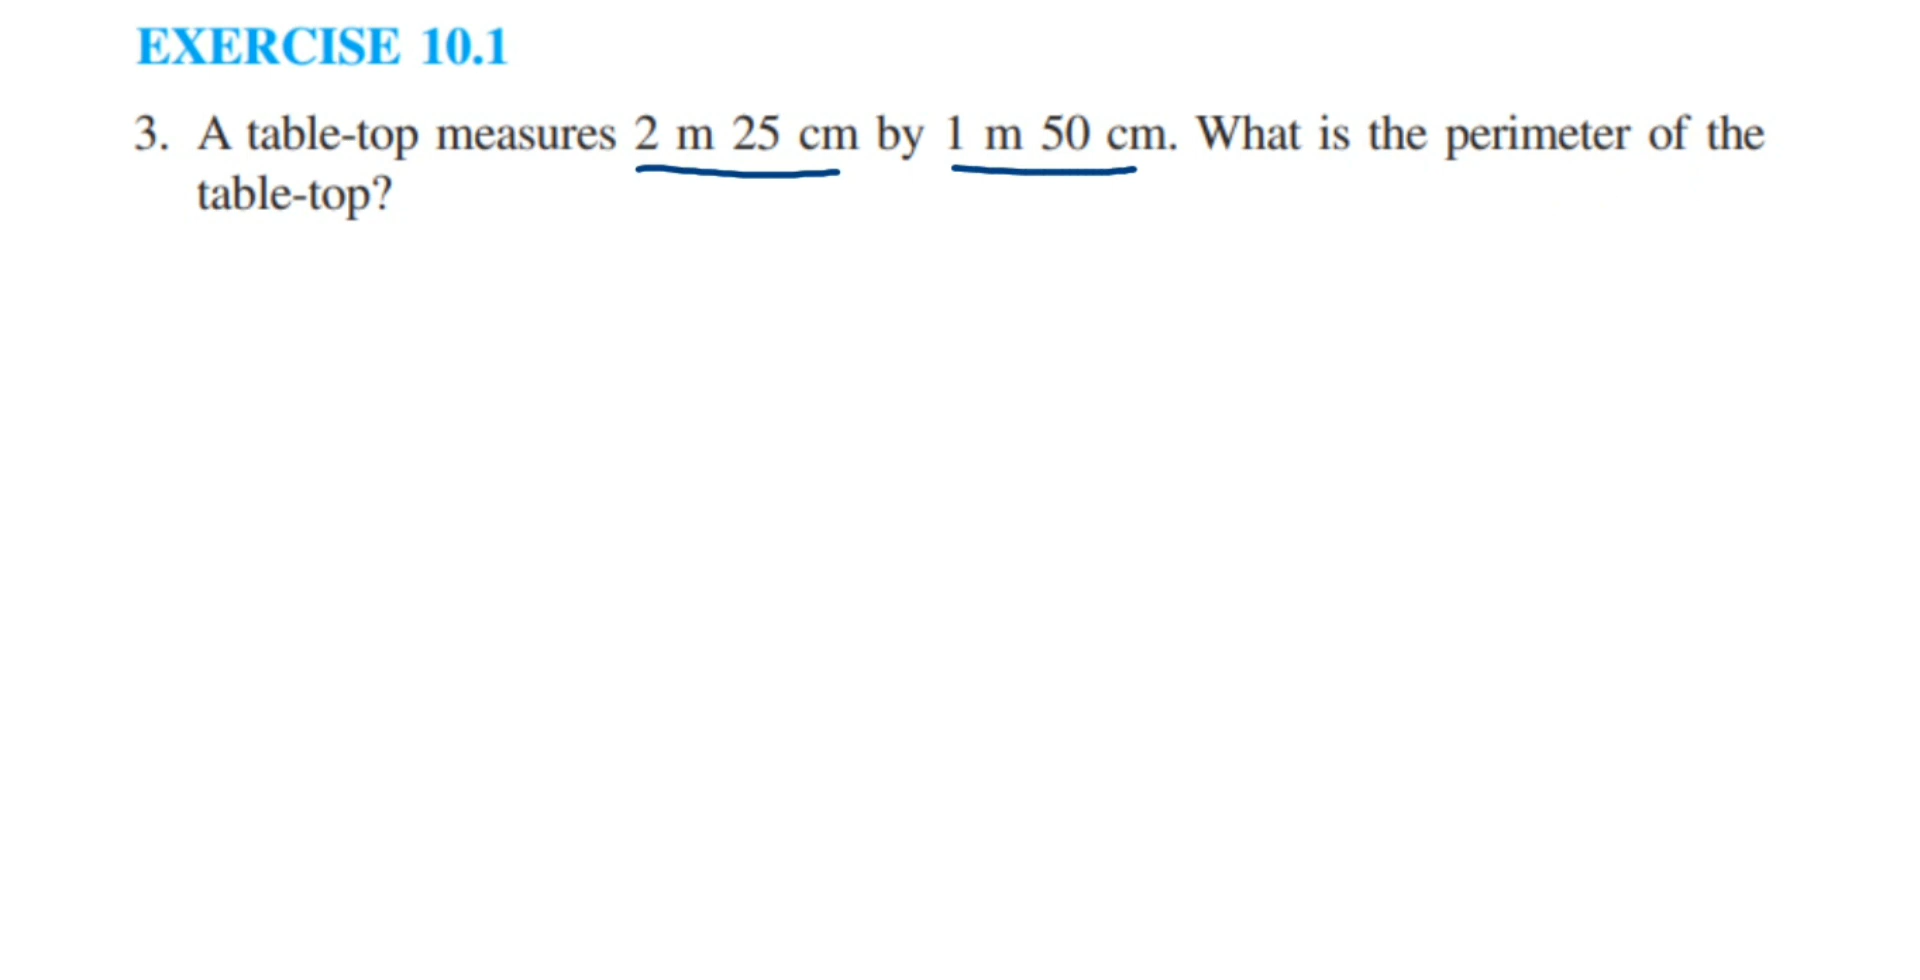 EXERCISE 10.1
3. A table-top measures 2 m 25 cm by 1 m 50 cm. What is the perimeter of the
table-top?